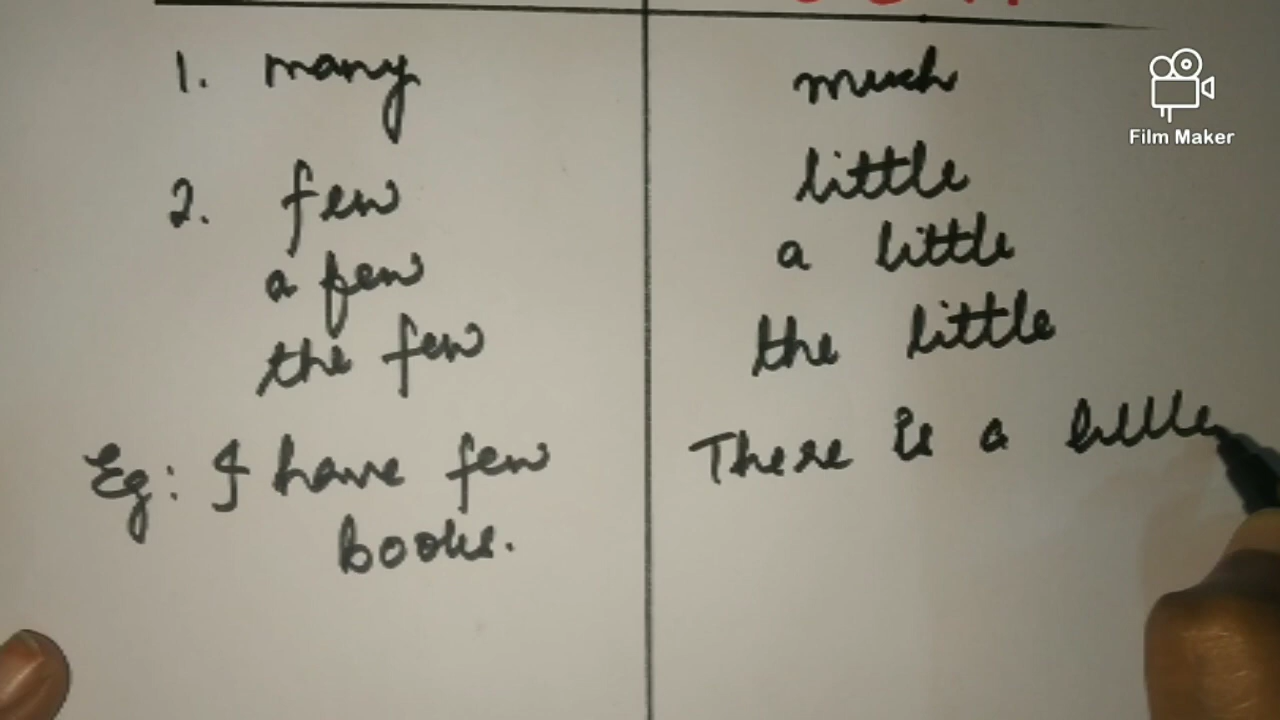 1. many
much
2. few
little
a few
a little
the few
the little
Eg: I have few
books.
There is a little
Film Maker